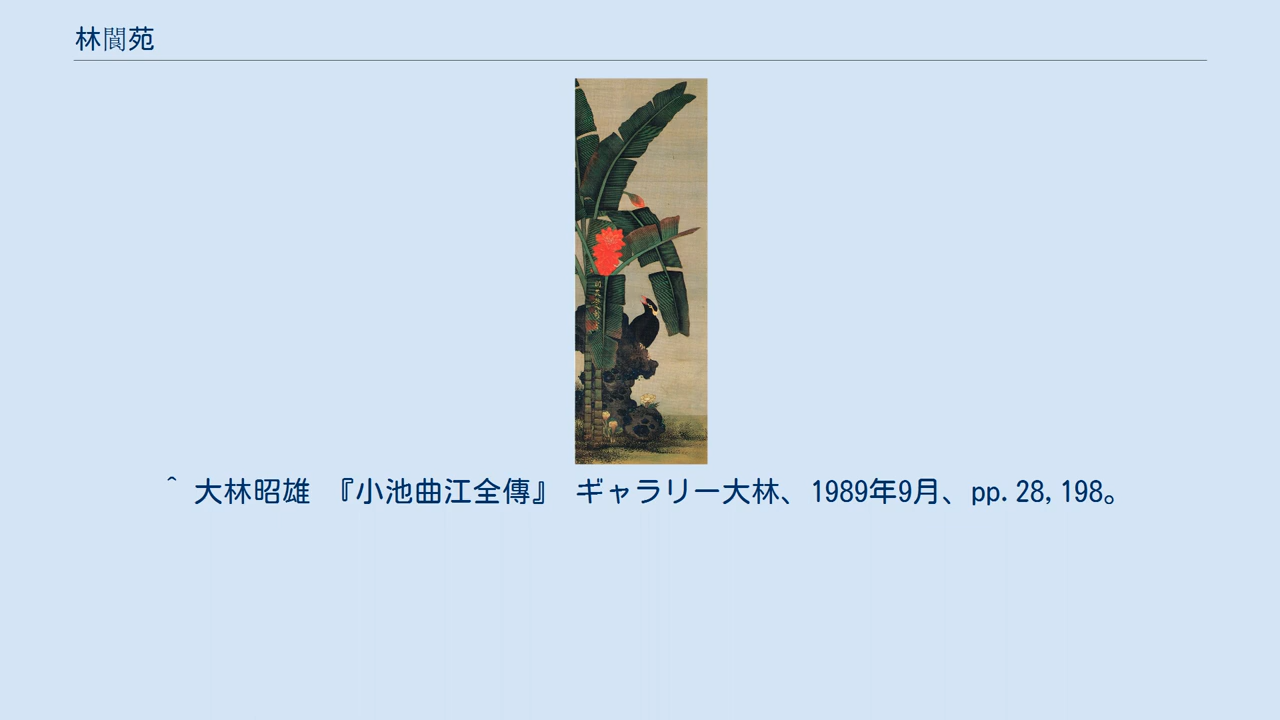 林閬苑
^ 大林昭雄 『小池曲江全傳』 ギャラリー大林、1989年9月、pp. 28, 198。